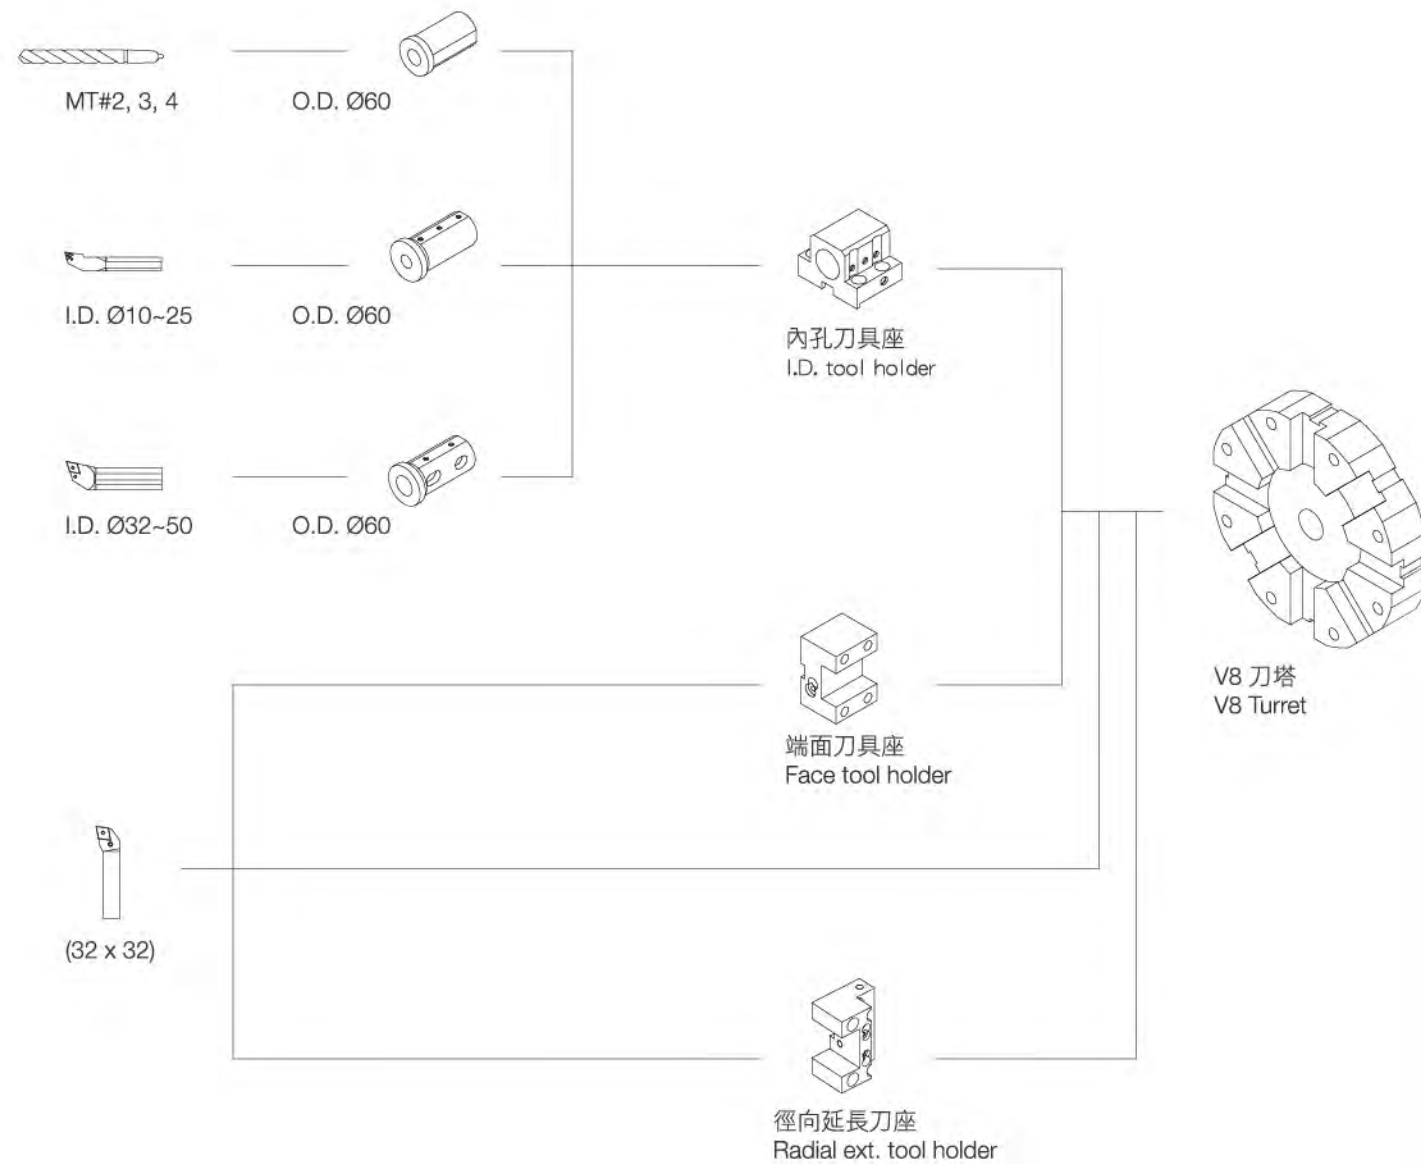 MT#2, 3, 4
O.D. Ø60
I.D. Ø10~25
O.D. Ø60
內孔刀具座
I.D. tool holder
I.D. Ø32~50
O.D. Ø60
V8 刀塔
V8 Turret
端面刀具座
Face tool holder
(32 x 32)
徑向延長刀座
Radial ext. tool holder